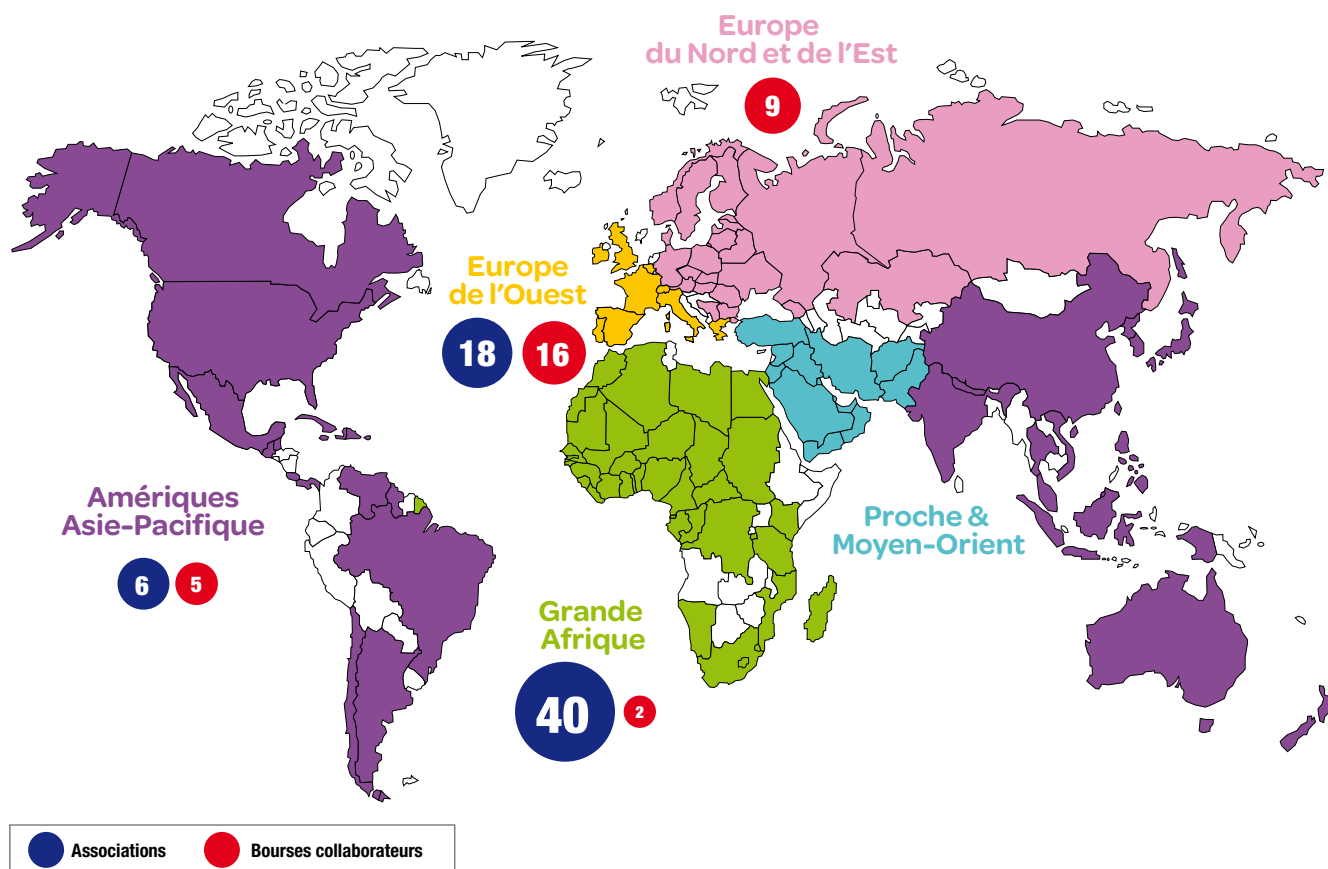 Europe
du Nord et de l'Est
9
Europe
de l'Ouest
18 16
Amériques
Asie-Pacifique
6 5
Proche &
Moyen-Orient
Grande
Afrique
40 2
Associations Bourses collaborateurs